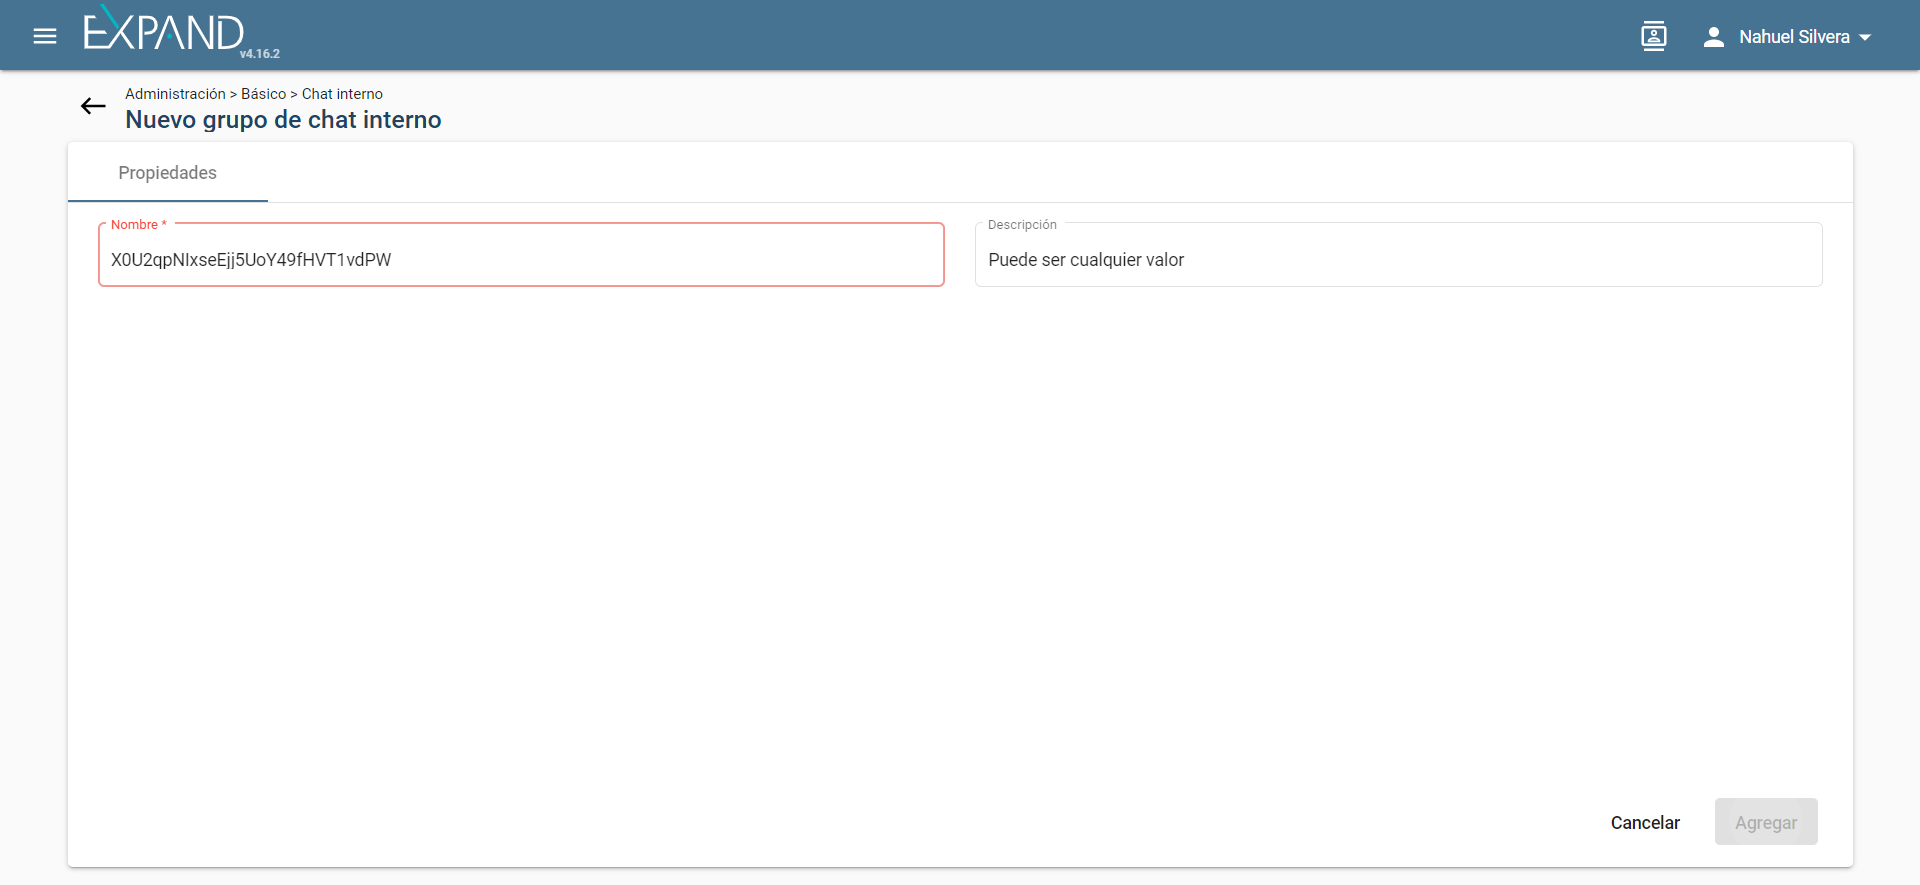 EXPAND
v4.16.2
Nahuel Silvera
Administración > Básico > Chat interno
Nuevo grupo de chat interno
Propiedades
Nombre *
X0U2qpNlxseEjj5UoY49fHVT1vdPW
Descripción
Puede ser cualquier valor
Cancelar
Agregar